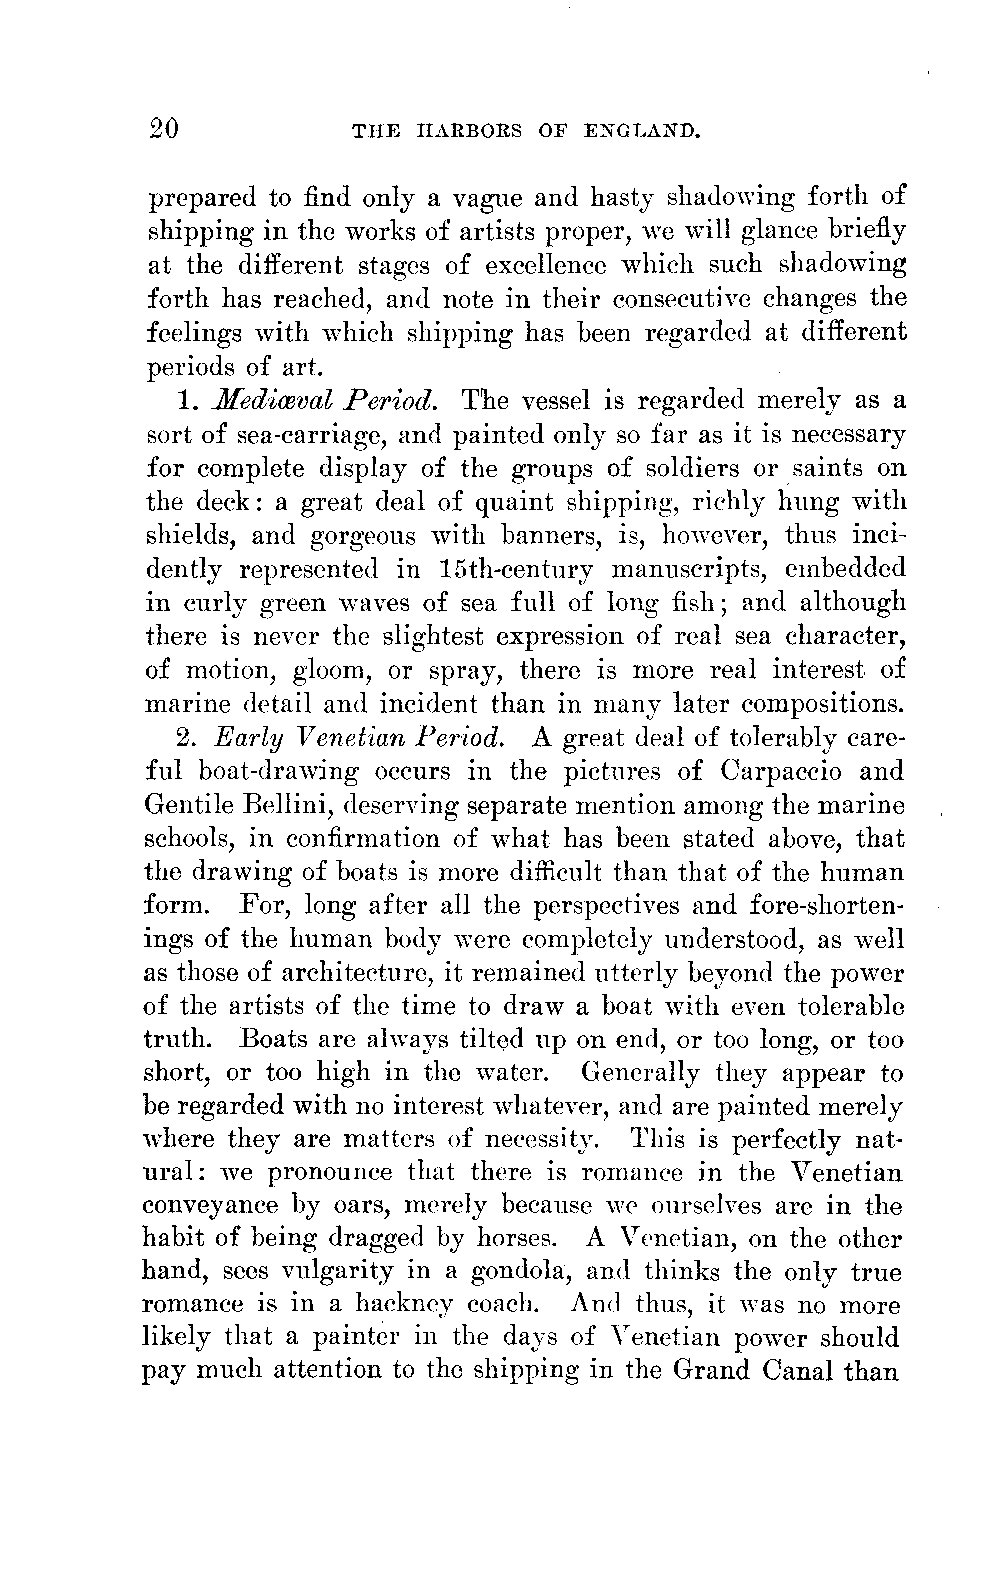 20 THE HARBORS OF ENGLAND.
prepared to find only a vague and hasty shadowing forth of
shipping in the works of artists proper, we will glance briefly
at the different stages of excellence which such shadowing
forth has reached, and note in their consecutive changes the
feelings with which shipping has been regarded at different
periods of art.
1. Mediæval Period. The vessel is regarded merely as a
sort of sea-carriage, and painted only so far as it is necessary
for complete display of the groups of soldiers or saints on
the deck: a great deal of quaint shipping, richly hung with
shields, and gorgeous with banners, is, however, thus inci-
dently represented in 15th-century manuscripts, embedded
in curly green waves of sea full of long fish; and although
there is never the slightest expression of real sea character,
of motion, gloom, or spray, there is more real interest of
marine detail and incident than in many later compositions.
2. Early Venetian Period. A great deal of tolerably care-
ful boat-drawing occurs in the pictures of Carpaccio and
Gentile Bellini, deserving separate mention among the marine
schools, in confirmation of what has been stated above, that
the drawing of boats is more difficult than that of the human
form. For, long after all the perspectives and fore-shorten-
ings of the human body were completely understood, as well
as those of architecture, it remained utterly beyond the power
of the artists of the time to draw a boat with even tolerable
truth. Boats are always tilted up on end, or too long, or too
short, or too high in the water. Generally they appear to
be regarded with no interest whatever, and are painted merely
where they are matters of necessity. This is perfectly nat-
ural: we pronounce that there is romance in the Venetian
conveyance by oars, merely because we ourselves are in the
habit of being dragged by horses. A Venetian, on the other
hand, sees vulgarity in a gondola, and thinks the only true
romance is in a hackney coach. And thus, it was no more
likely that a painter in the days of Venetian power should
pay much attention to the shipping in the Grand Canal than